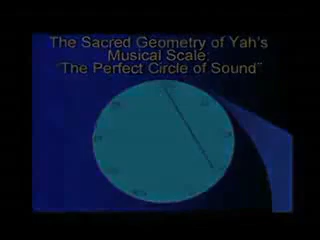 The Sacred Geometry of Yah's
Musical Scale:
"The Perfect Circle of Sound"